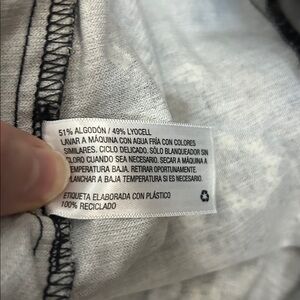 51% ALGODÓN / 49% LYOCELL
LAVAR A MÁQUINA CON AGUA FRÍA CON COLORES
SIMILARES. CICLO DELICADO. SÓLO BLANQUEADOR SIN
CLORO CUANDO SEA NECESARIO. SECAR A MÁQUINA A
TEMPERATURA BAJA. RETIRAR OPORTUNAMENTE.
PLANCHAR A BAJA TEMPERATURA SI ES NECESARIO.
ETIQUETA ELABORADA CON PLÁSTICO
100% RECICLADO